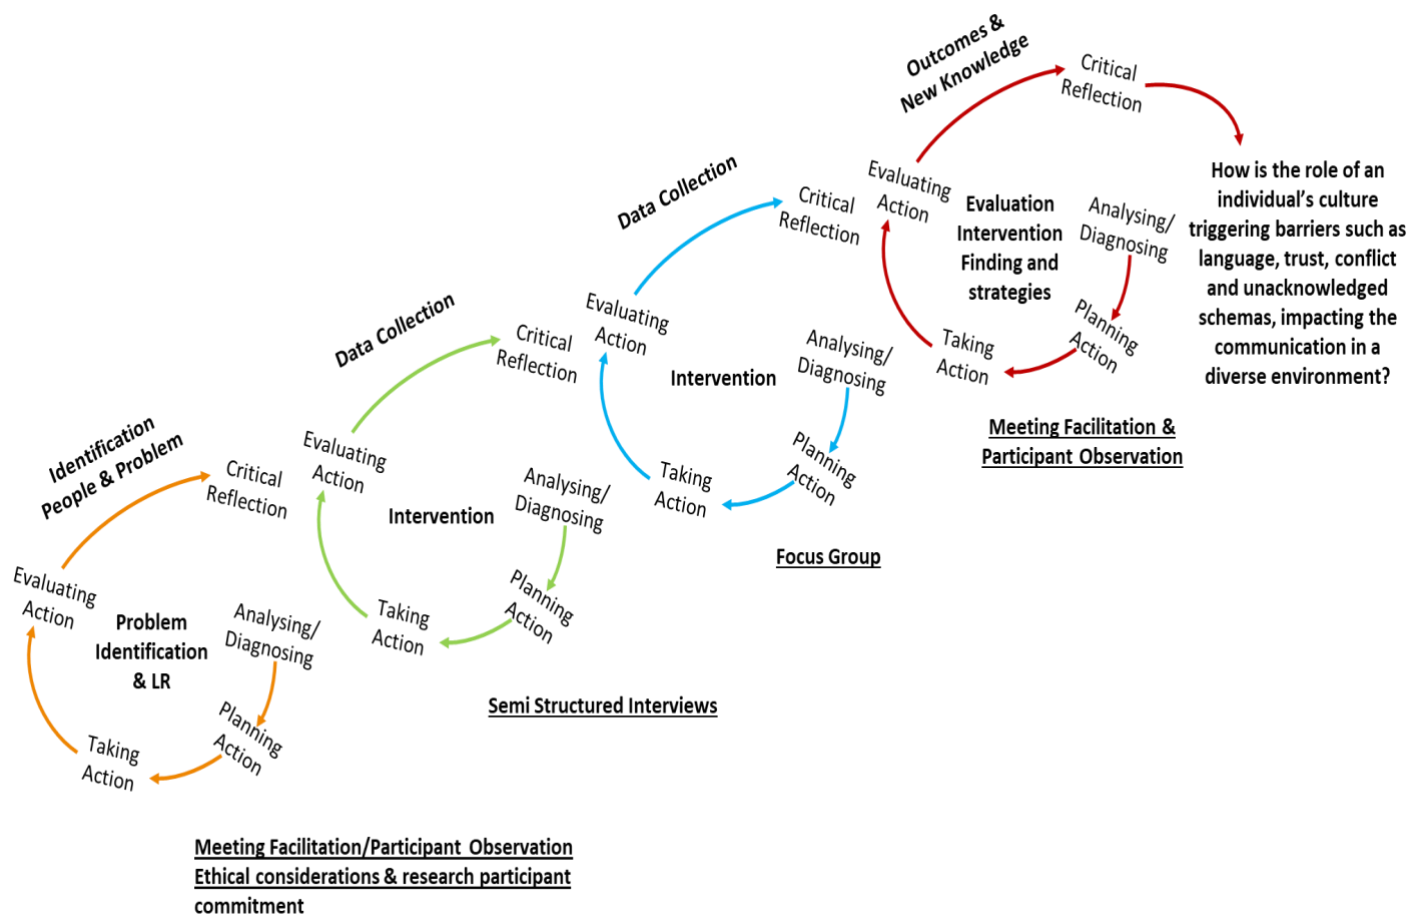 Identification
People & Problem
Critical
Reflection
Evaluating
Action
Problem
Identification
& LR
Analysing/
Diagnosing
Planning
Action
Taking
Action
Meeting Facilitation/Participant Observation
Ethical considerations & research participant
commitment
Data Collection
Critical
Reflection
Evaluating
Action
Intervention
Analysing/
Diagnosing
Planning
Action
Taking
Action
Semi Structured Interviews
Data Collection
Critical
Reflection
Evaluating
Action
Intervention
Analysing/
Diagnosing
Planning
Action
Taking
Action
Focus Group
Outcomes &
New Knowledge
Critical
Reflection
Evaluating
Action
Evaluation
Intervention
Finding and
strategies
Analysing/
Diagnosing
Planning
Action
Taking
Action
Meeting Facilitation &
Participant Observation
How is the role of an
individual’s culture
triggering barriers such as
language, trust, conflict
and unacknowledged
schemas, impacting the
communication in a
diverse environment?